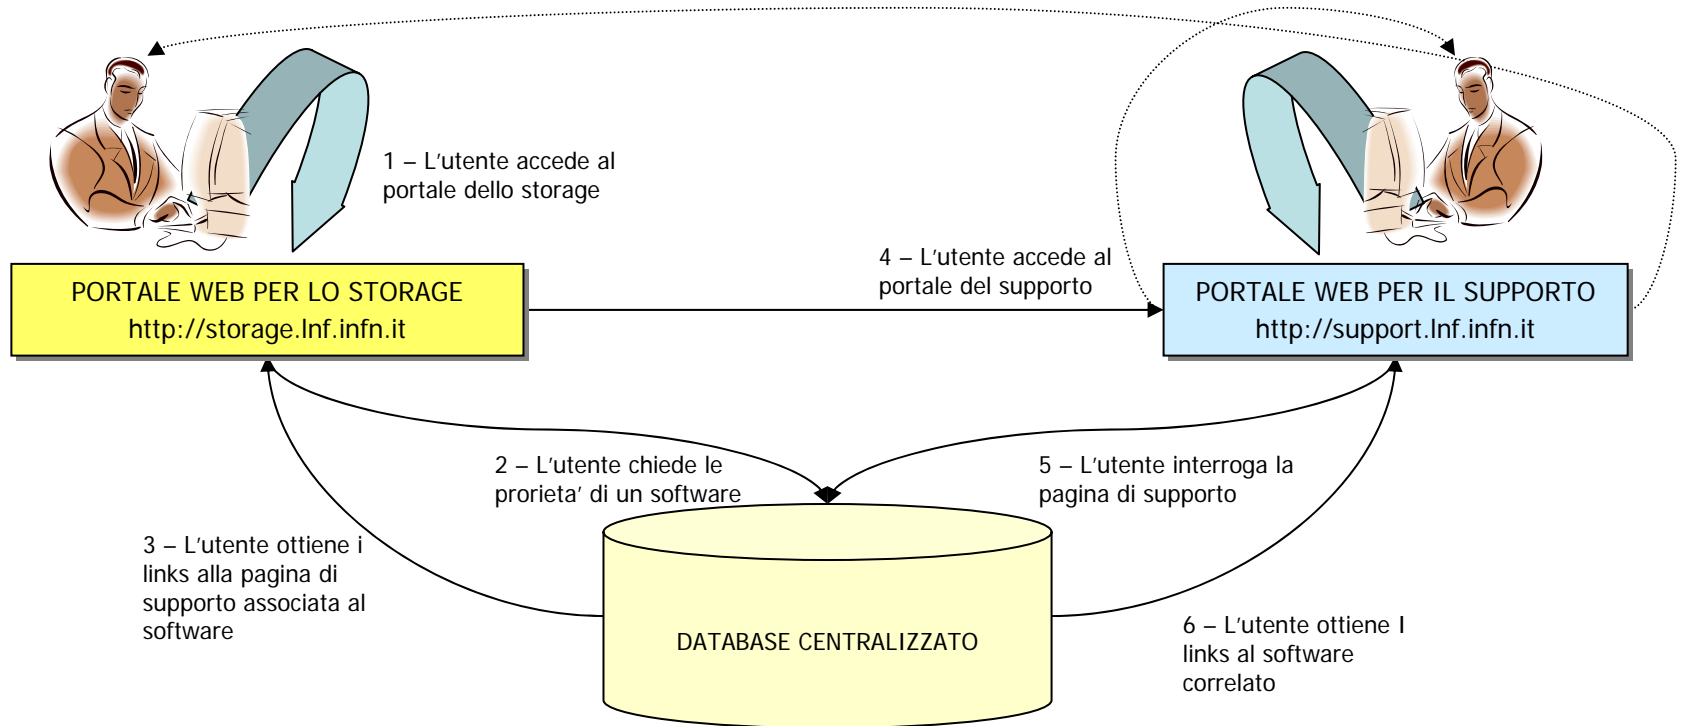 1 – L'utente accede al
portale dello storage
4 – L'utente accede al
portale del supporto
PORTALE WEB PER LO STORAGE
http://storage.lnf.infn.it
PORTALE WEB PER IL SUPPORTO
http://support.lnf.infn.it
2 – L'utente chiede le
prorieta' di un software
5 – L'utente interroga la
pagina di supporto
3 – L'utente ottiene i
links alla pagina di
supporto associata al
software
DATABASE CENTRALIZZATO
6 – L'utente ottiene I
links al software
correlato